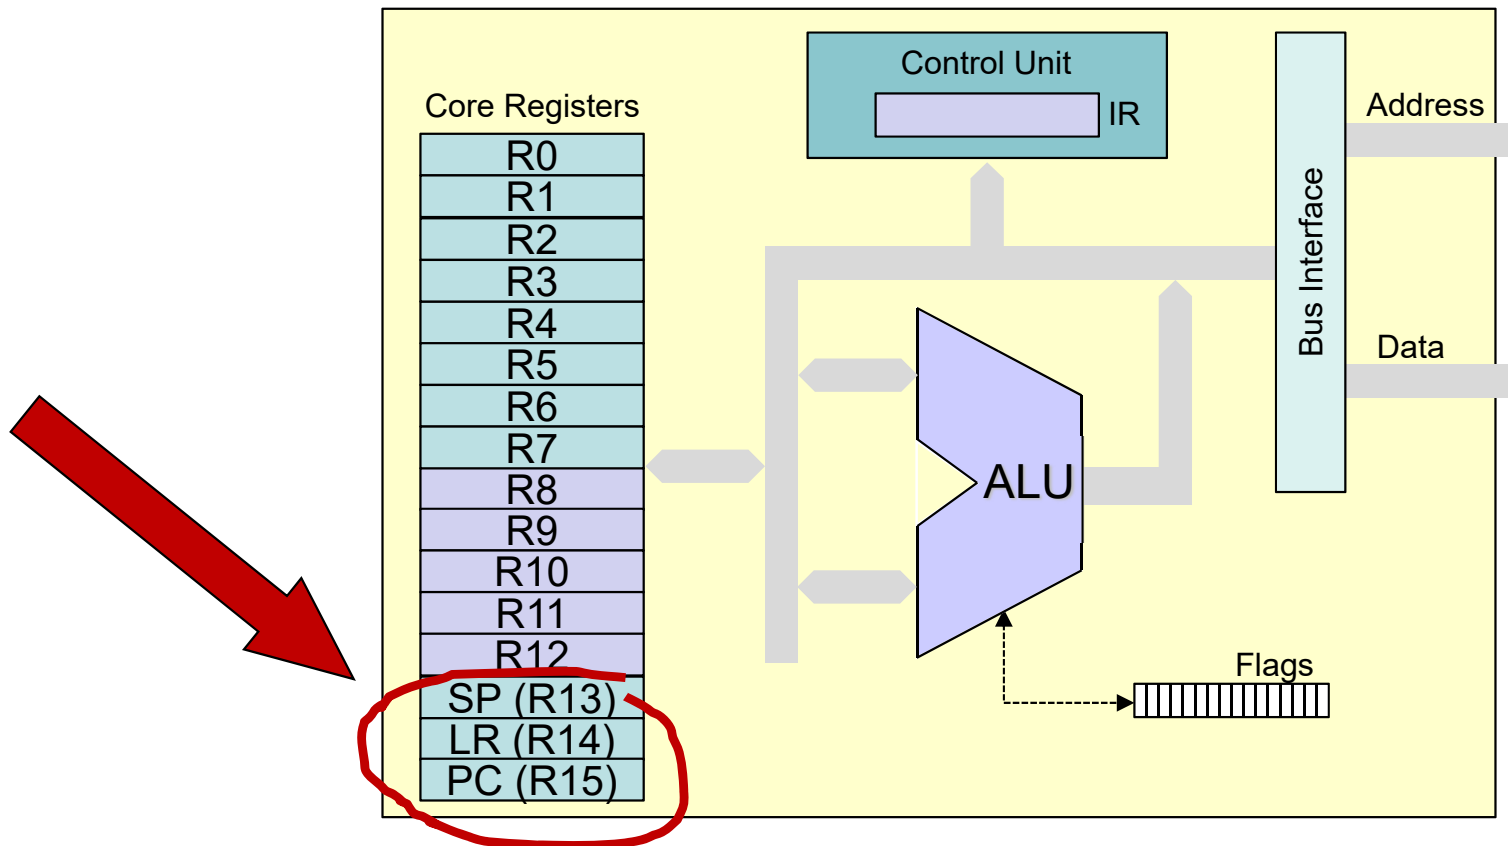 Control Unit
IR
Core Registers
R0
R1
R2
R3
R4
R5
R6
R7
R8
R9
R10
R11
R12
SP (R13)
LR (R14)
PC (R15)
ALU
Flags
Bus Interface
Address
Data